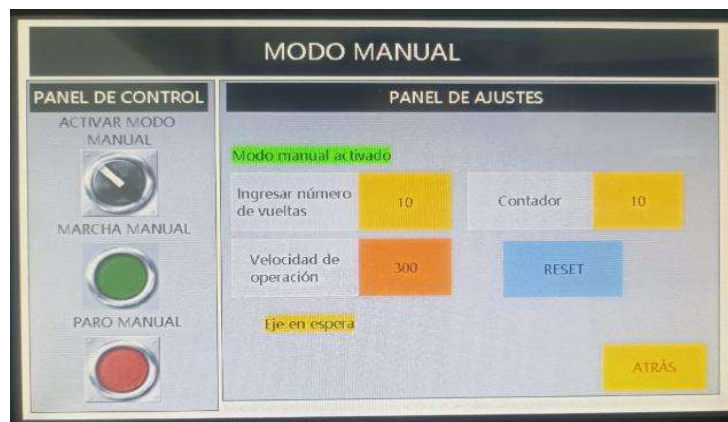 MODO MANUAL
PANEL DE CONTROL
ACTIVAR MODO
MANUAL
MARCHA MANUAL
PARO MANUAL
PANEL DE AJUSTES
Modo manual activado
Ingresar número
de vueltas
10
Contador
10
Velocidad de
operación
300
RESET
Eje en espera
ATRÁS